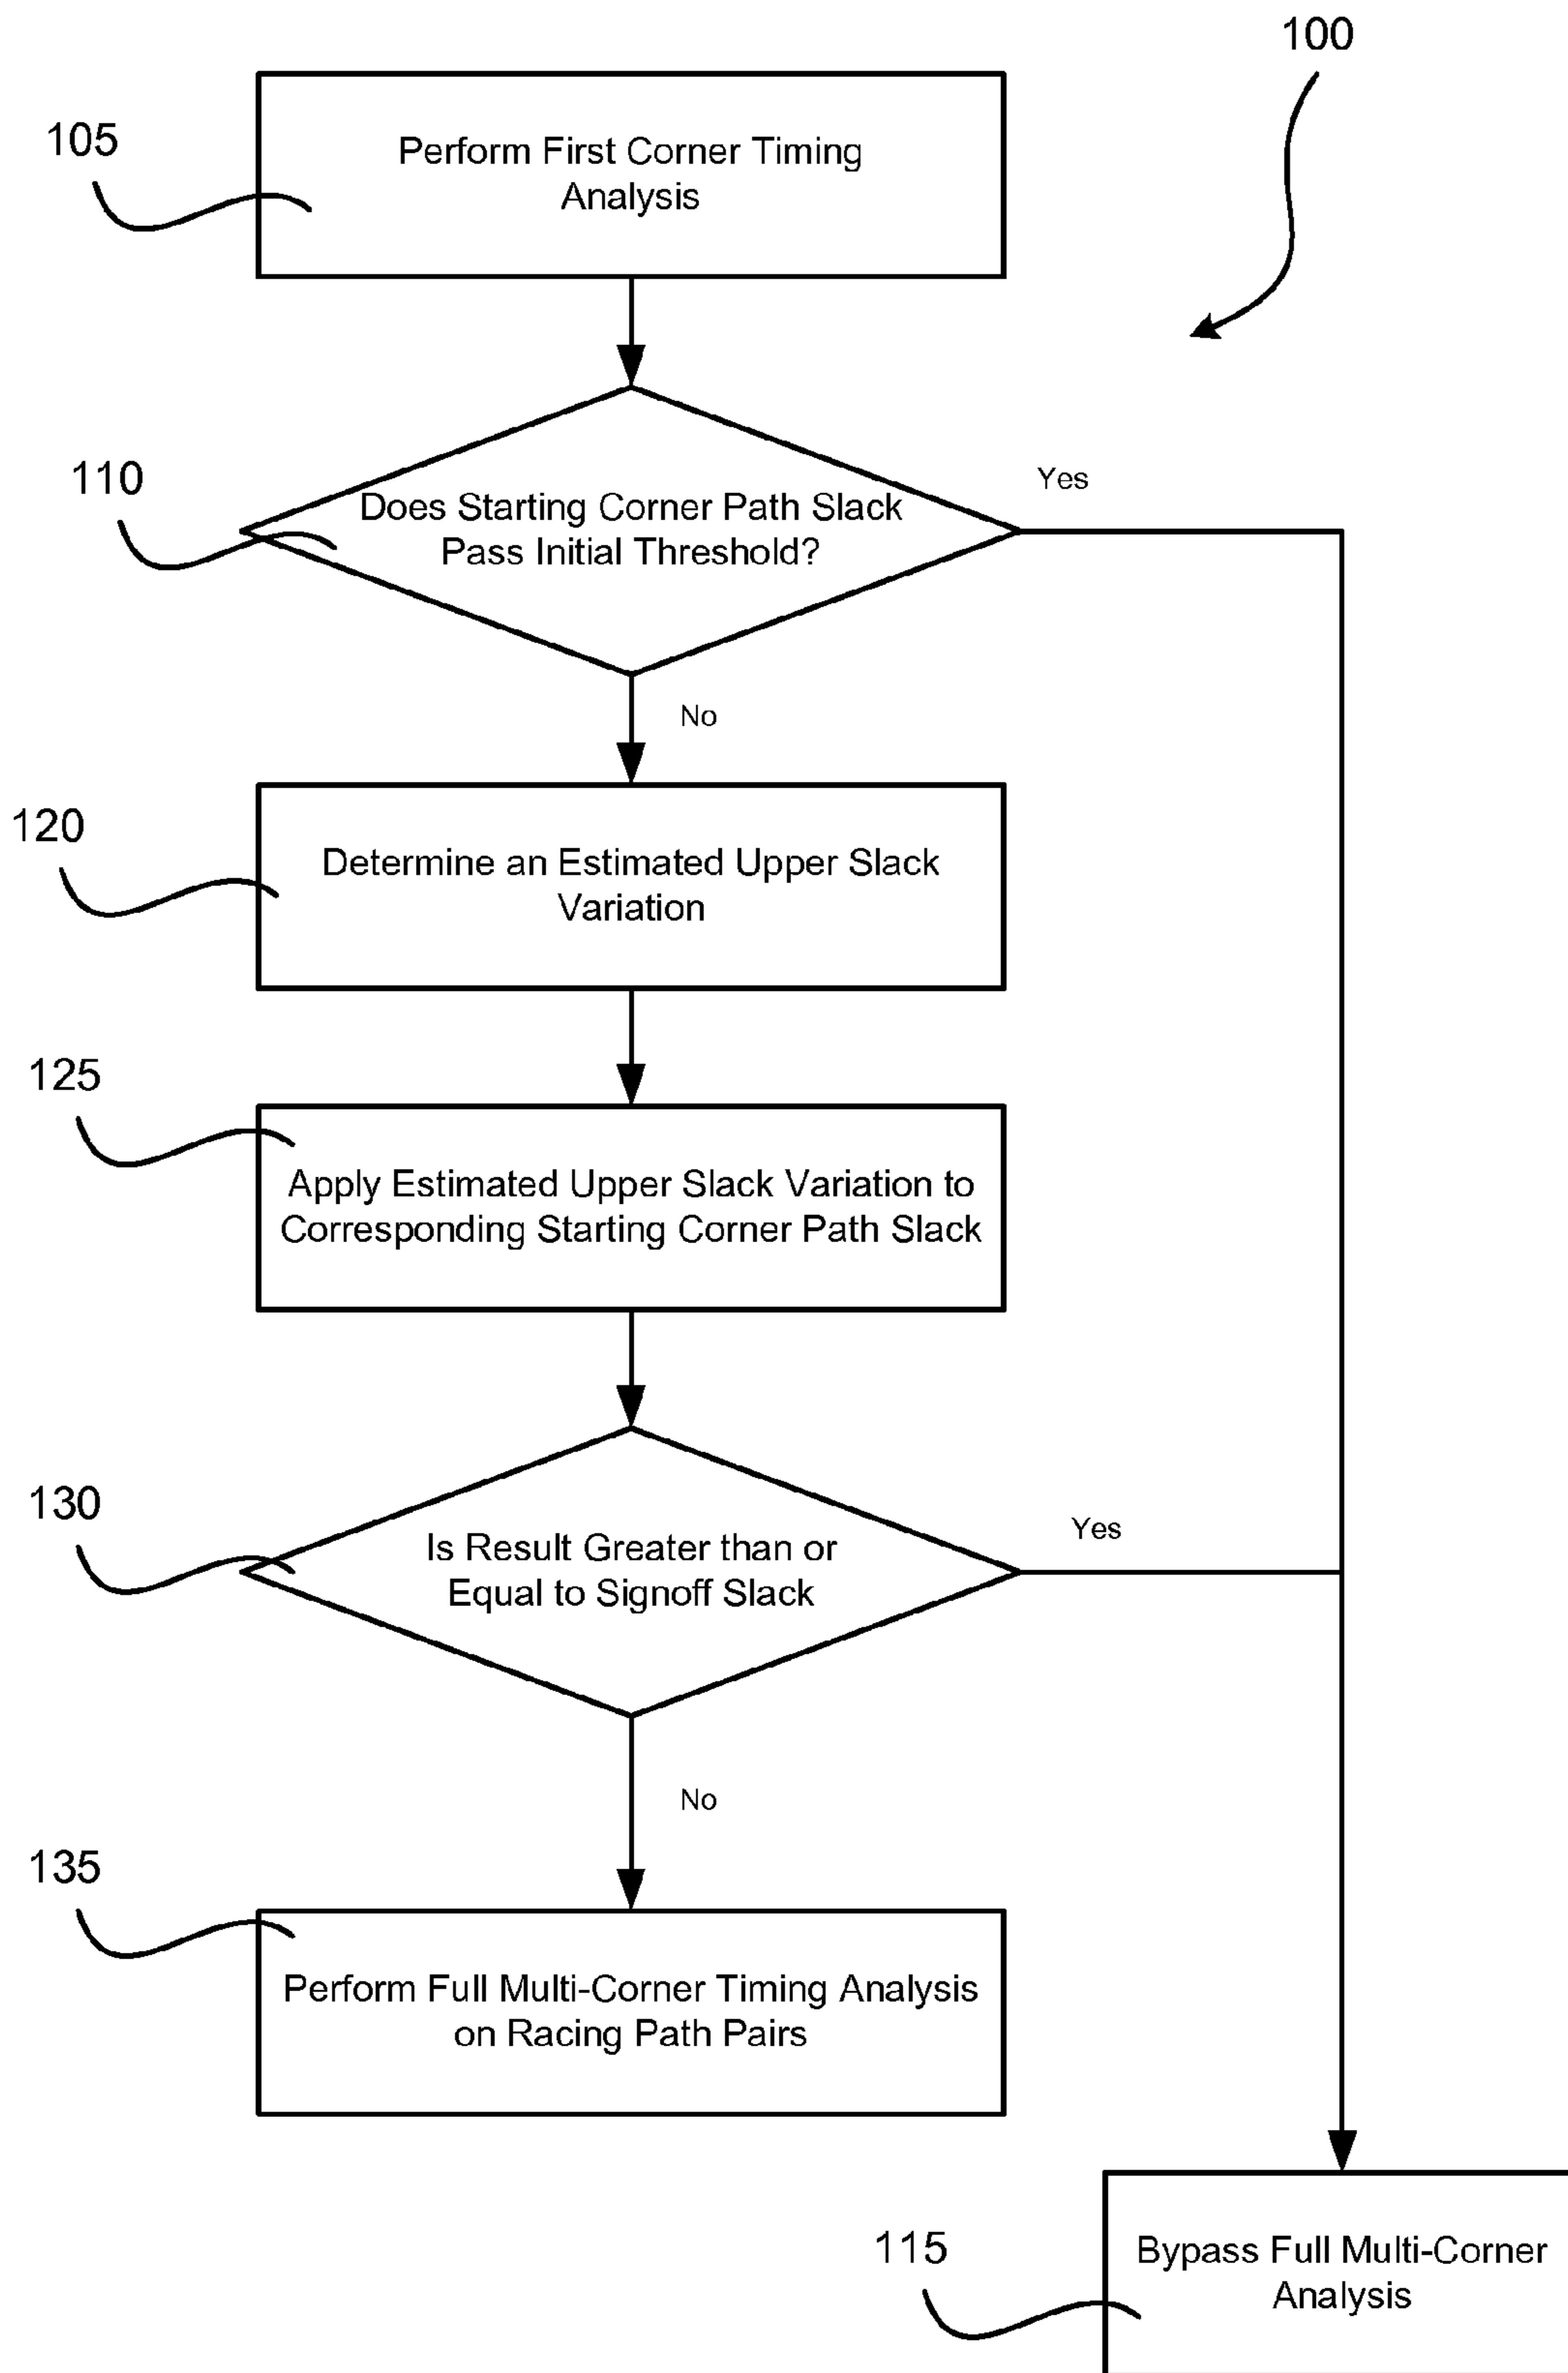 100
105
Perform First Corner Timing
Analysis
110
Does Starting Corner Path Slack
Pass Initial Threshold?
Yes
No
120
Determine an Estimated Upper Slack
Variation
125
Apply Estimated Upper Slack Variation to
Corresponding Starting Corner Path Slack
130
Is Result Greater than or
Equal to Signoff Slack
Yes
No
135
Perform Full Multi-Corner Timing Analysis
on Racing Path Pairs
115
Bypass Full Multi-Corner
Analysis